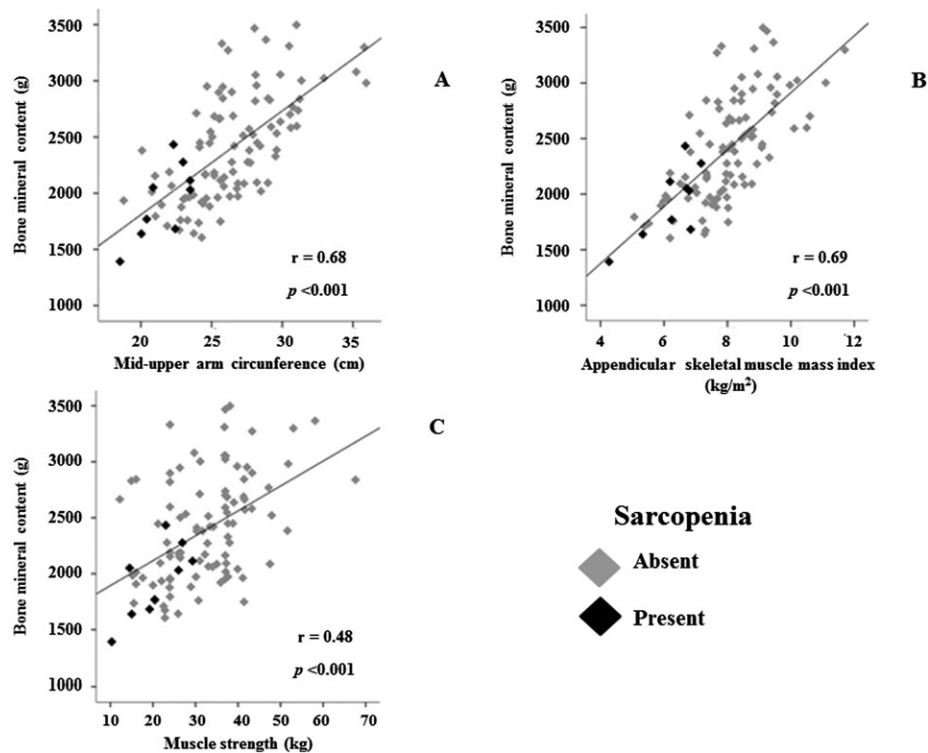 3500
3000
2500
2000
1500
1000
Bone mineral content (g)
A
r = 0.68
p <0.001
20 25 30 35
Mid-upper arm circunference (cm)
3500
3000
2500
2000
1500
1000
Bone mineral content (g)
B
r = 0.69
p <0.001
4 6 8 10 12
Appendicular skeletal muscle mass index
(kg/m²)
3500
3000
2500
2000
1500
1000
Bone mineral content (g)
C
r = 0.48
p <0.001
10 20 30 40 50 60 70
Muscle strength (kg)
Sarcopenia
Absent
Present